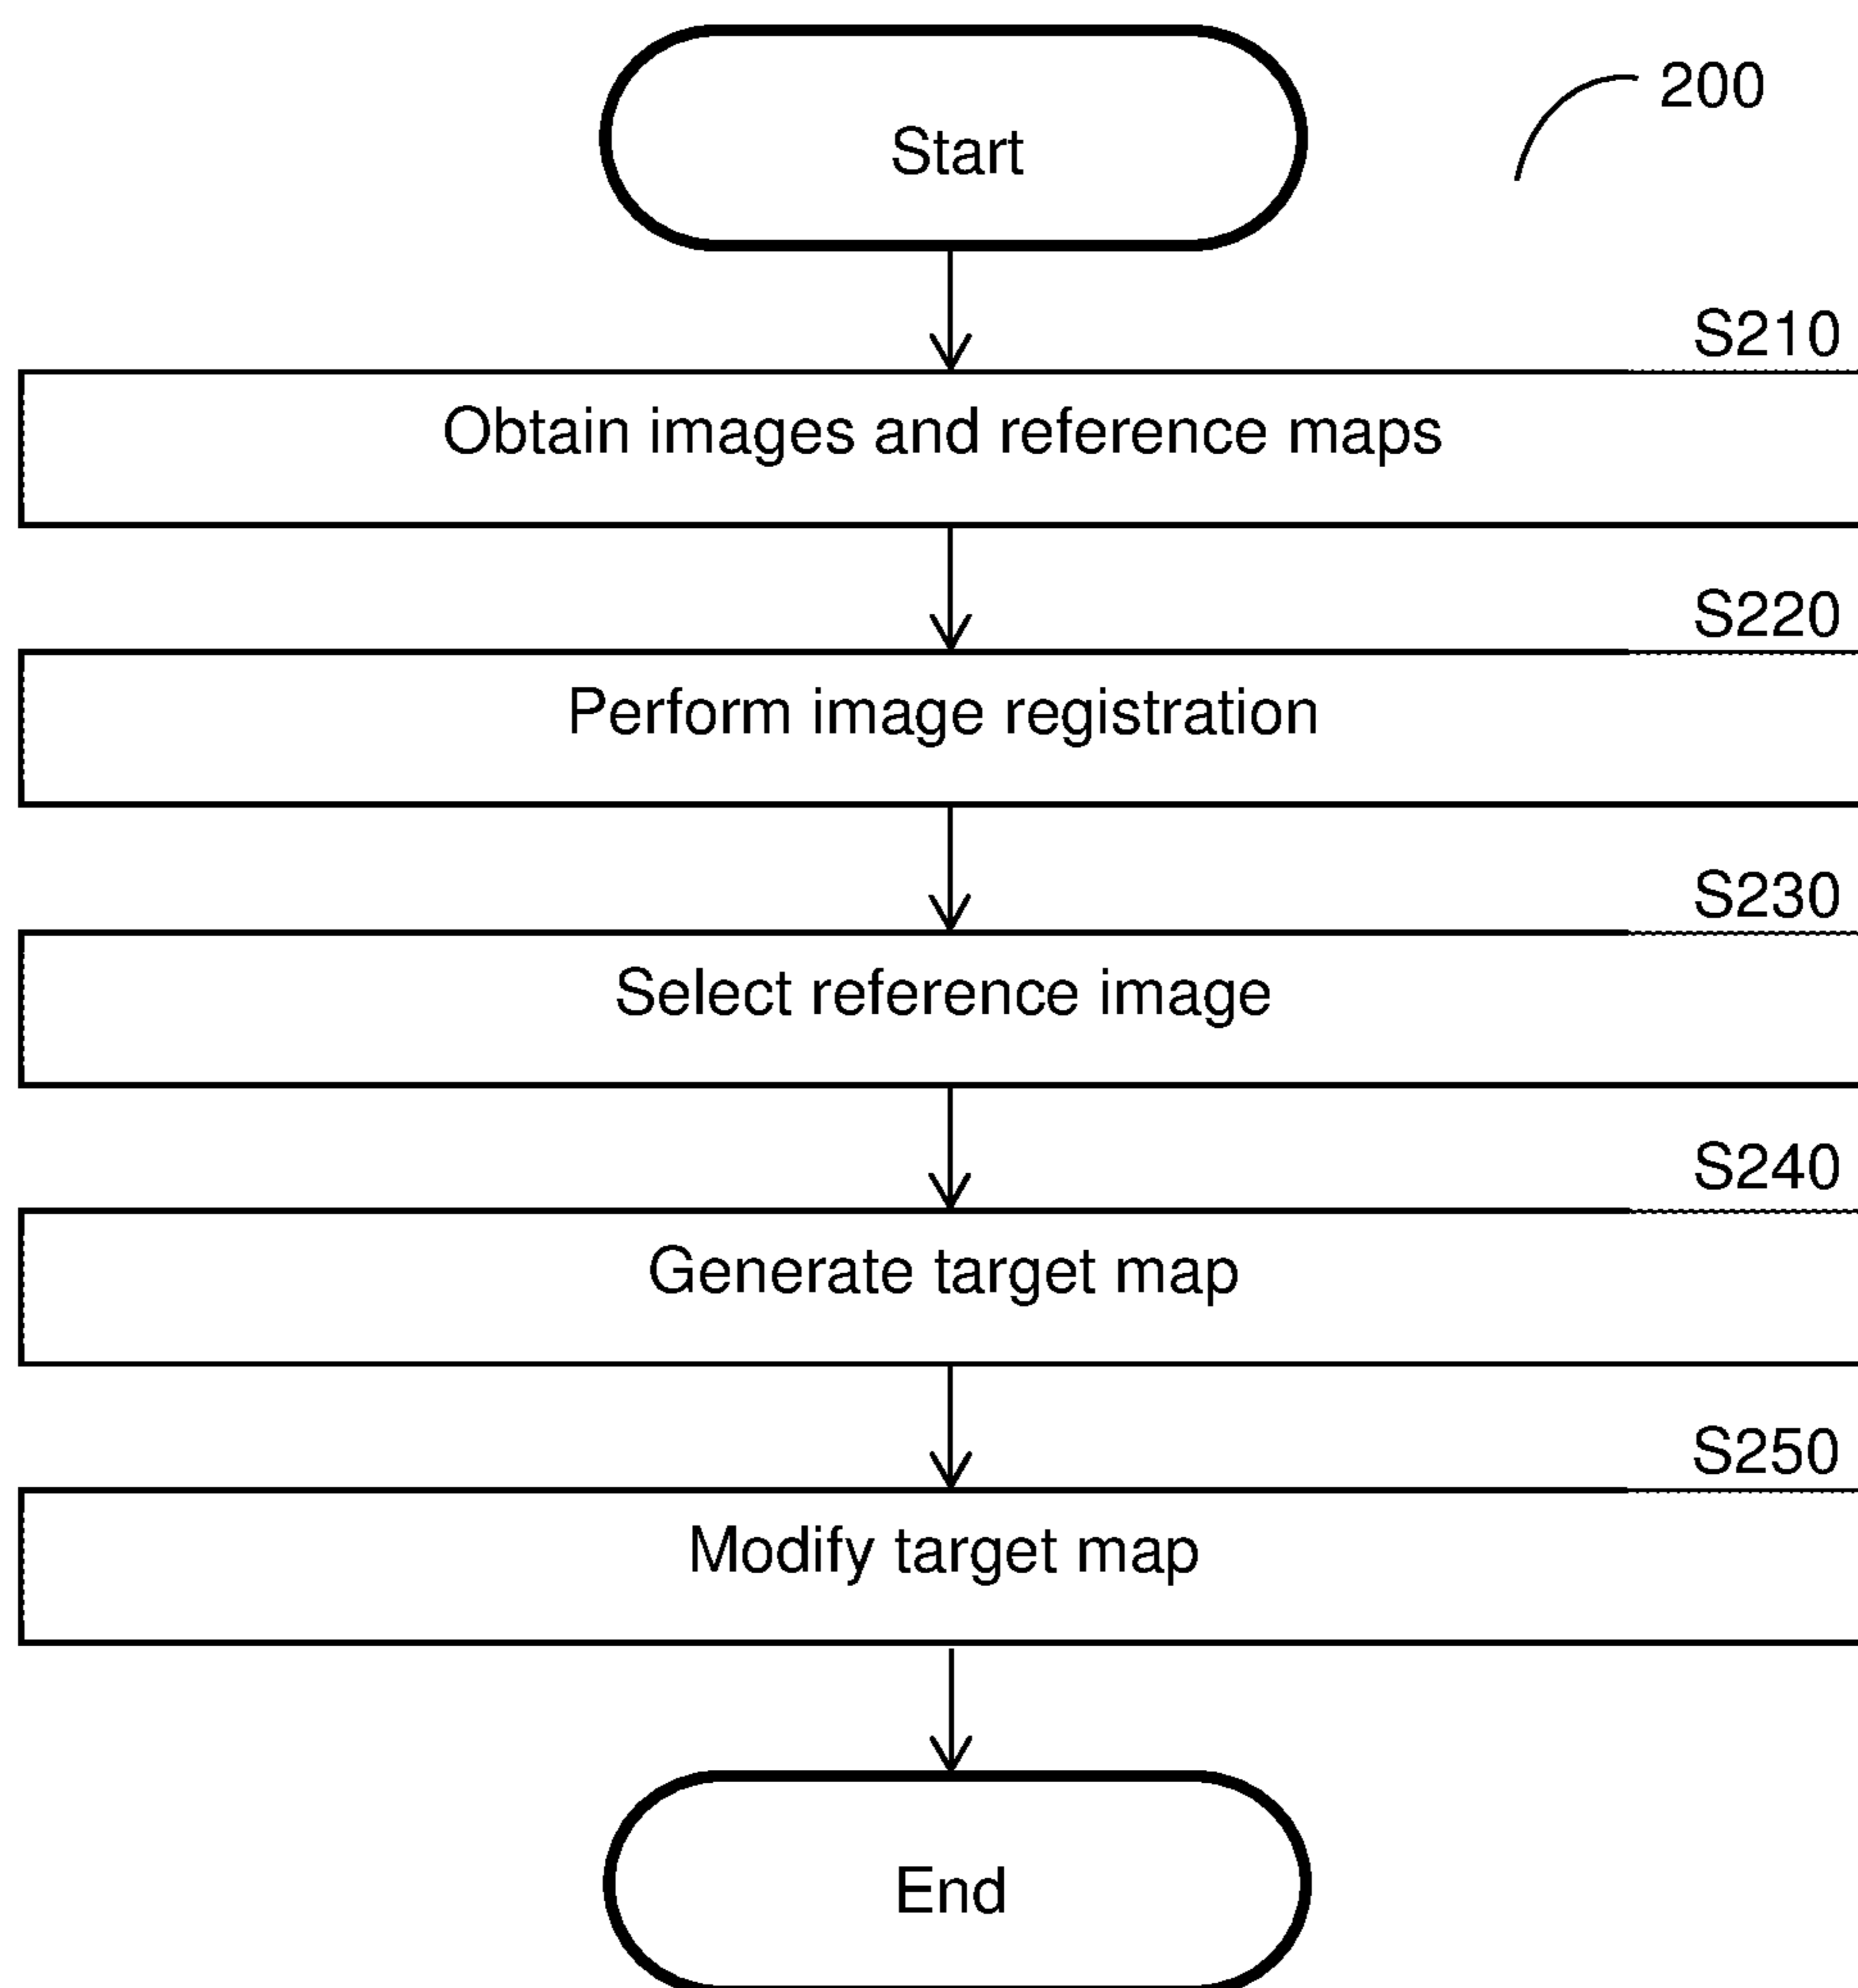 Start
200
S210
Obtain images and reference maps
S220
Perform image registration
S230
Select reference image
S240
Generate target map
S250
Modify target map
End